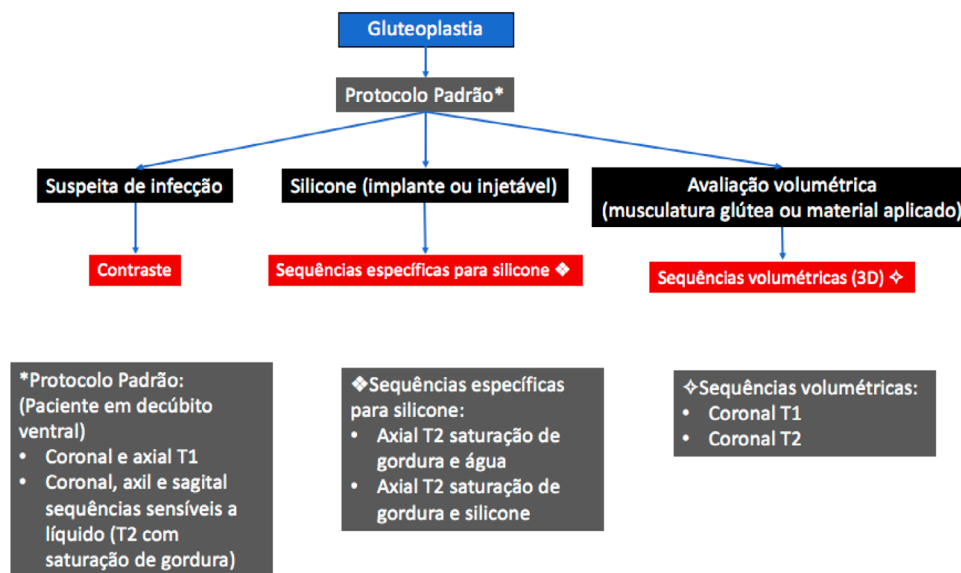 Gluteoplastia
Protocolo Padrão*
Suspeita de infecção
Silicone (implante ou injetável)
Avaliação volumétrica
(musculatura glútea ou material aplicado)
Contraste
Sequências específicas para silicone ❖
Sequências volumétricas (3D) ✧
*Protocolo Padrão:
(Paciente em decúbito
ventral)
• Coronal e axial T1
• Coronal, axil e sagital
sequências sensíveis a
líquido (T2 com
saturação de gordura)
❖Sequências específicas
para silicone:
• Axial T2 saturação de
gordura e água
• Axial T2 saturação de
gordura e silicone
✧Sequências volumétricas:
• Coronal T1
• Coronal T2